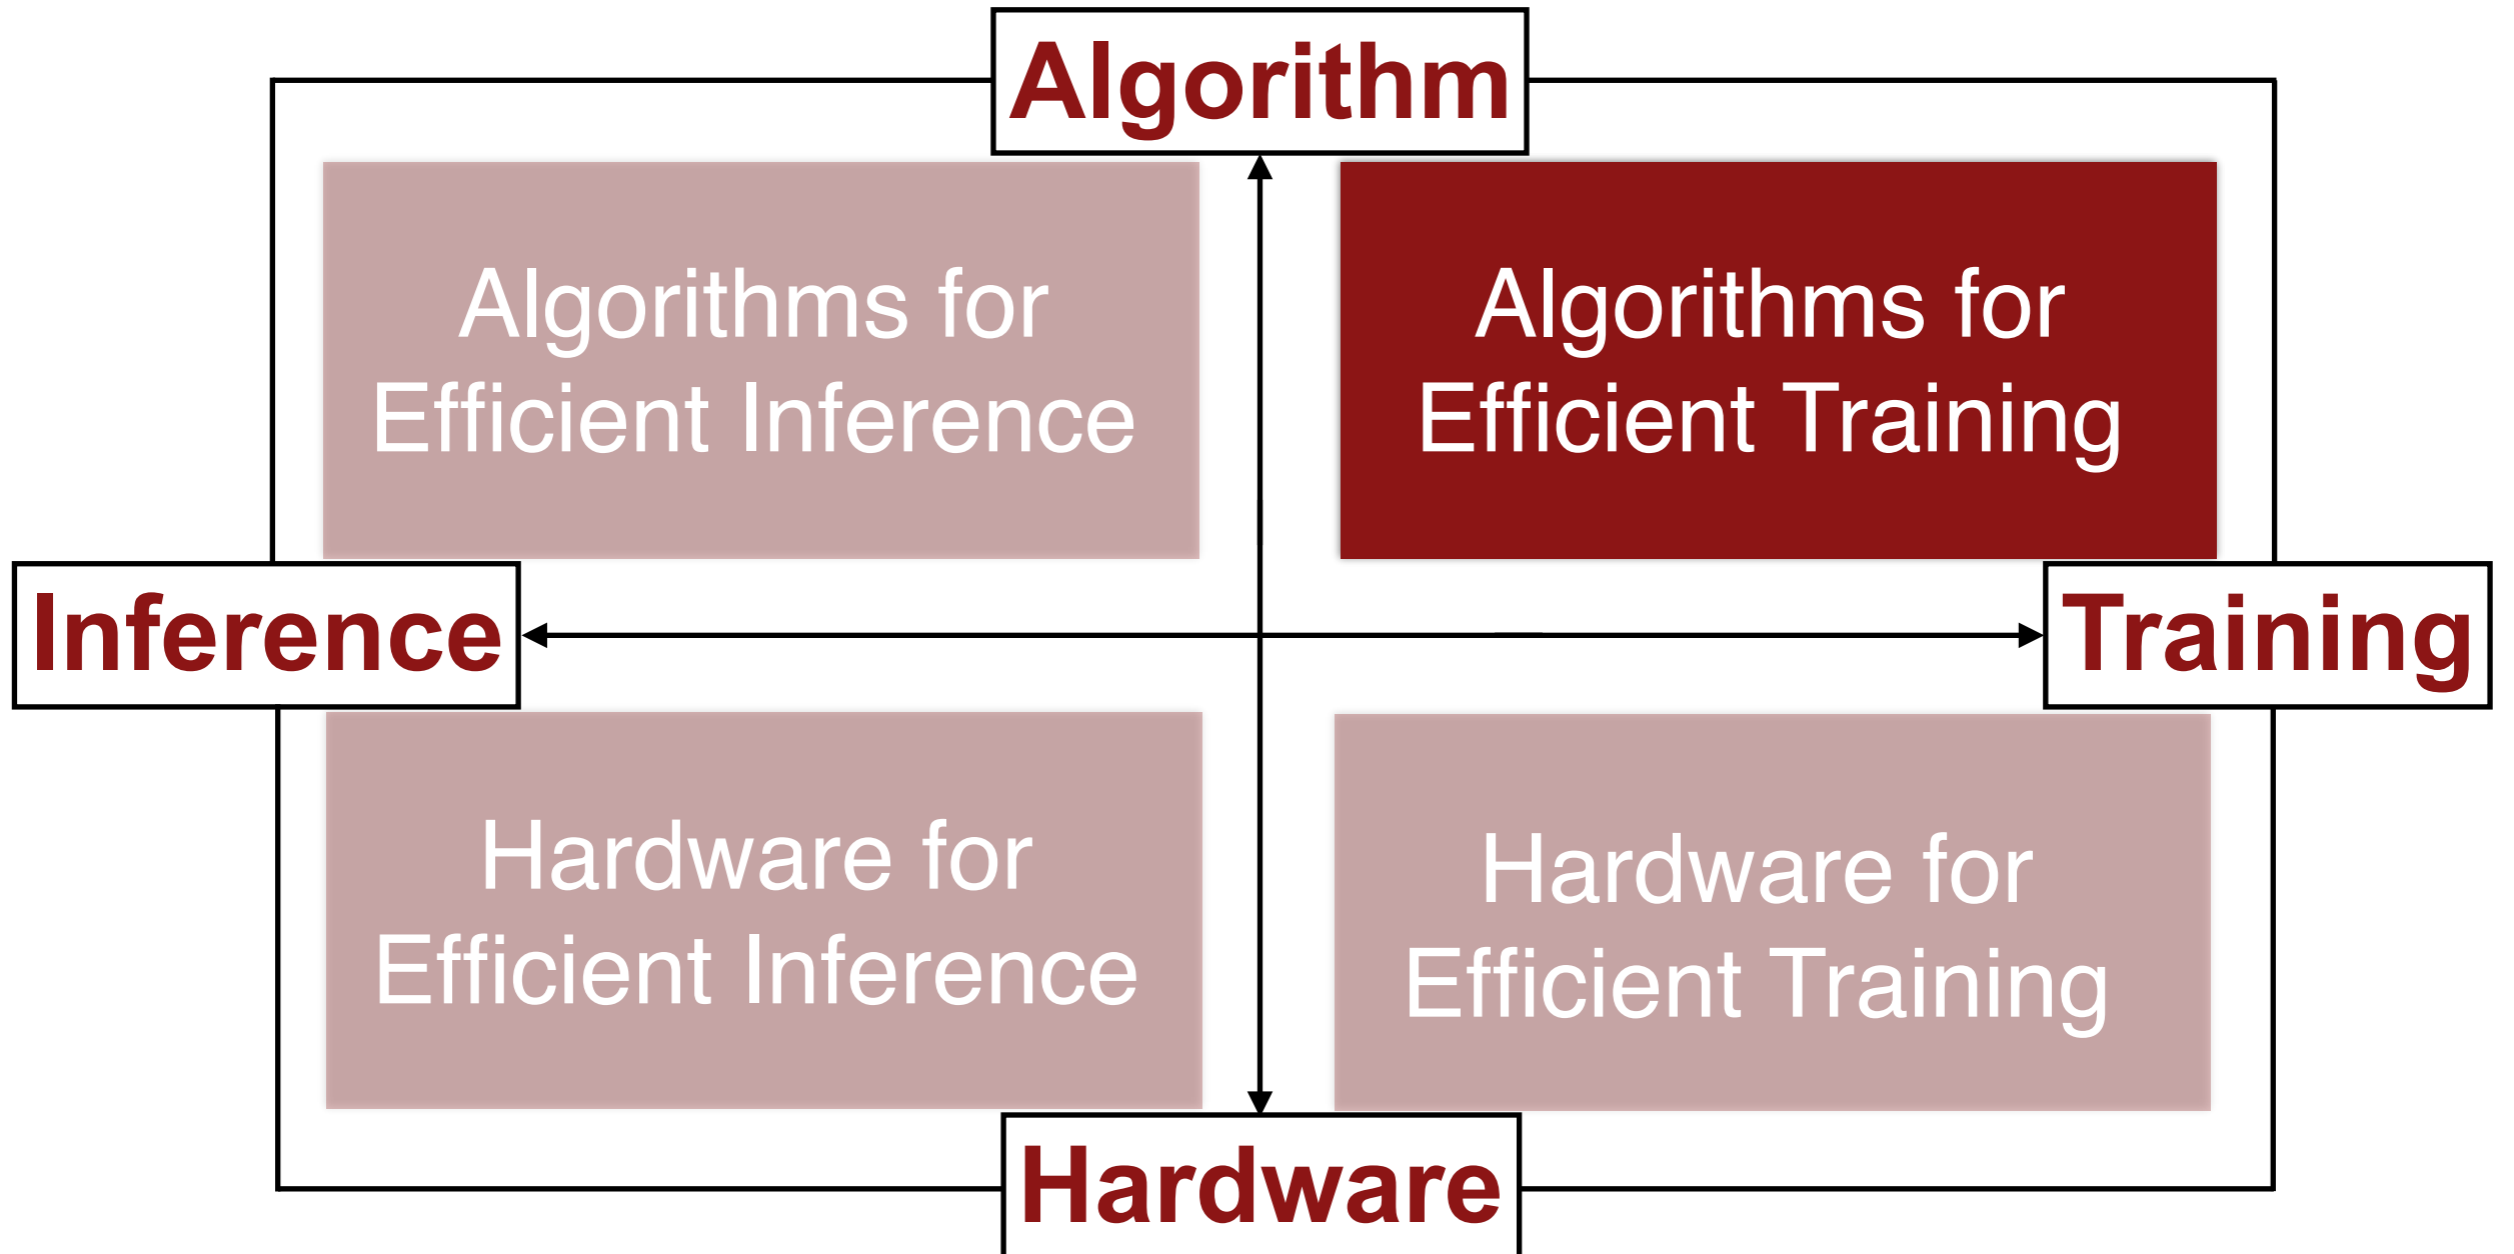 Algorithm
Algorithms for
Efficient Inference
Algorithms for
Efficient Training
Inference
Training
Hardware for
Efficient Inference
Hardware for
Efficient Training
Hardware